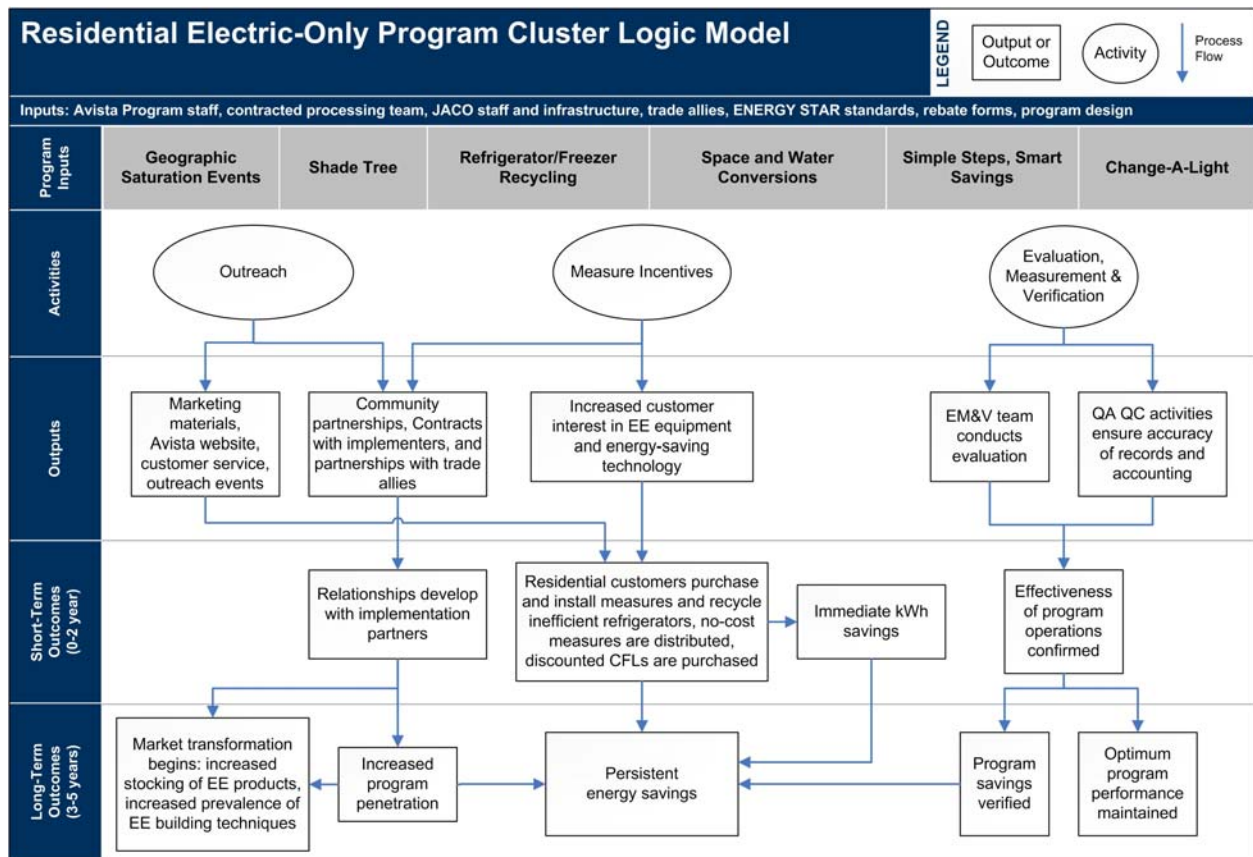 Residential Electric-Only Program Cluster Logic Model
LEGEND
Output or
Outcome
Activity
Process
Flow
Inputs: Avista Program staff, contracted processing team, JACO staff and infrastructure, trade allies, ENERGY STAR standards, rebate forms, program design
Program
Inputs
Geographic
Saturation Events
Shade Tree
Refrigerator/Freezer
Recycling
Space and Water
Conversions
Simple Steps, Smart
Savings
Change-A-Light
Activities
Outreach
Measure Incentives
Evaluation,
Measurement &
Verification
Outputs
Marketing
materials,
Avista website,
customer service,
outreach events
Community
partnerships, Contracts
with implementers, and
partnerships with trade
allies
Increased customer
interest in EE equipment
and energy-saving
technology
EM&V team
conducts
evaluation
QA QC activities
ensure accuracy
of records and
accounting
Short-Term
Outcomes
(0-2 year)
Relationships develop
with implementation
partners
Residential customers purchase
and install measures and recycle
inefficient refrigerators, no-cost
measures are distributed,
discounted CFLs are purchased
Immediate kWh
savings
Effectiveness
of program
operations
confirmed
Long-Term
Outcomes
(3-5 years)
Market transformation
begins: increased
stocking of EE products,
increased prevalence of
EE building techniques
Increased
program
penetration
Persistent
energy savings
Program
savings
verified
Optimum
program
performance
maintained